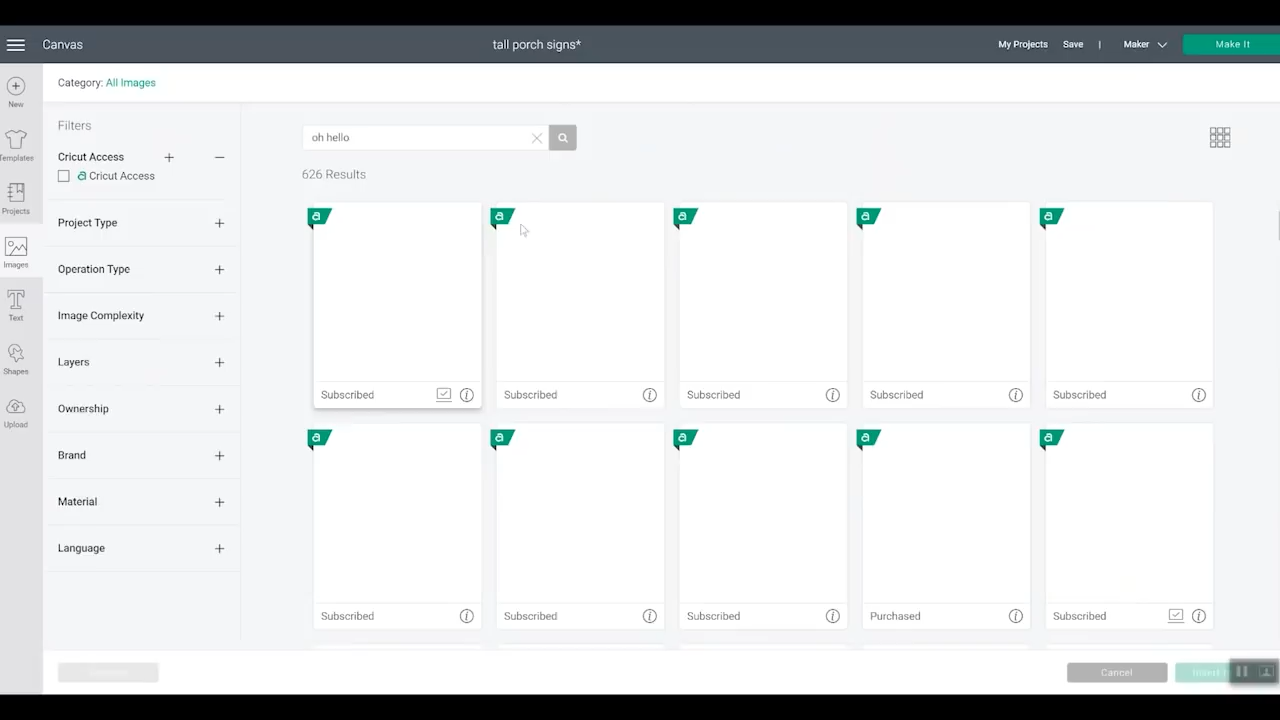 Canvas
tall porch signs*
My Projects Save | Maker Make It
Category: All Images
New
Templates
Projects
Images
Text
Shapes
Upload
Filters
Cricut Access
Cricut Access
Project Type
Operation Type
Image Complexity
Layers
Ownership
Brand
Material
Language
oh hello
626 Results
a a a a a
Subscribed Subscribed Subscribed Subscribed Subscribed
a a a a a
Subscribed Subscribed Subscribed Purchased Subscribed
Cancel